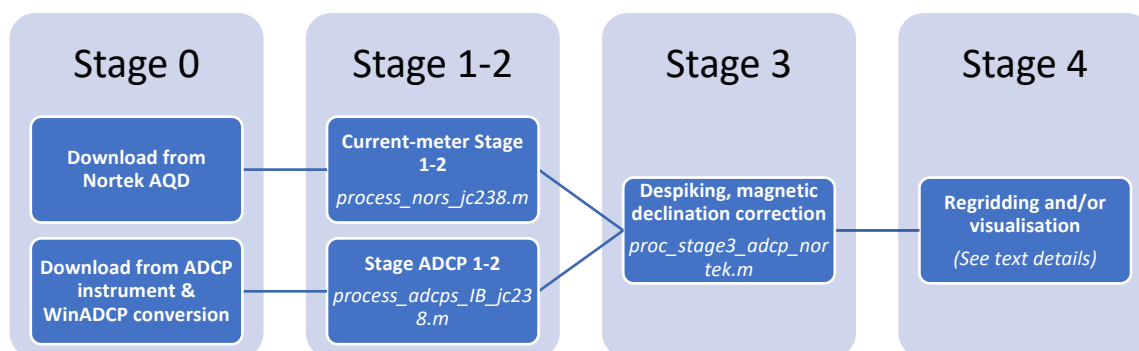 Stage 0
Download from
Nortek AQD
Download from ADCP
instrument &
WinADCP conversion
Stage 1-2
Current-meter Stage
1-2
process_nors_jc238.m
Stage ADCP 1-2
process_adcps_IB_jc23
8.m
Stage 3
Despiking, magnetic
declination correction
proc_stage3_adcp_nor
tek.m
Stage 4
Regridding and/or
visualisation
(See text details)